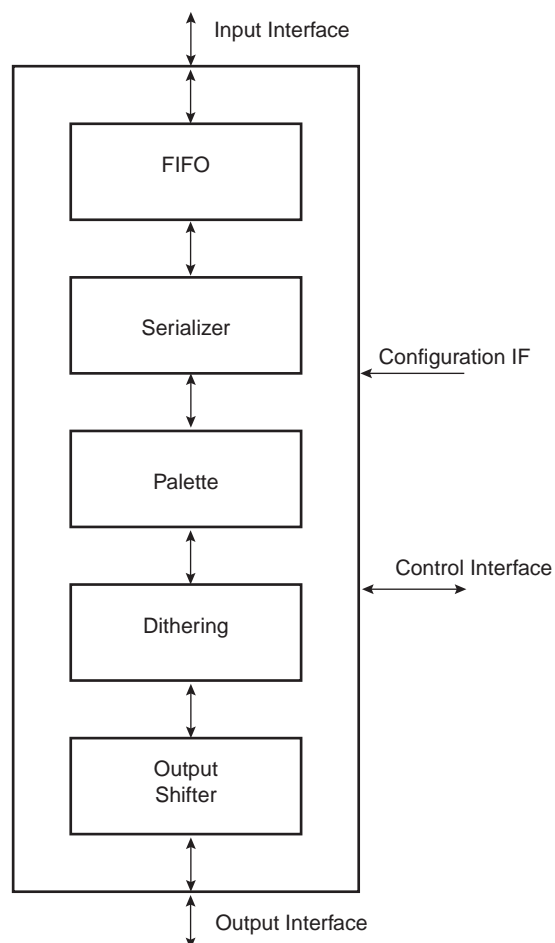 Input Interface
FIFO
Serializer
Configuration IF
Palette
Control Interface
Dithering
Output
Shifter
Output Interface